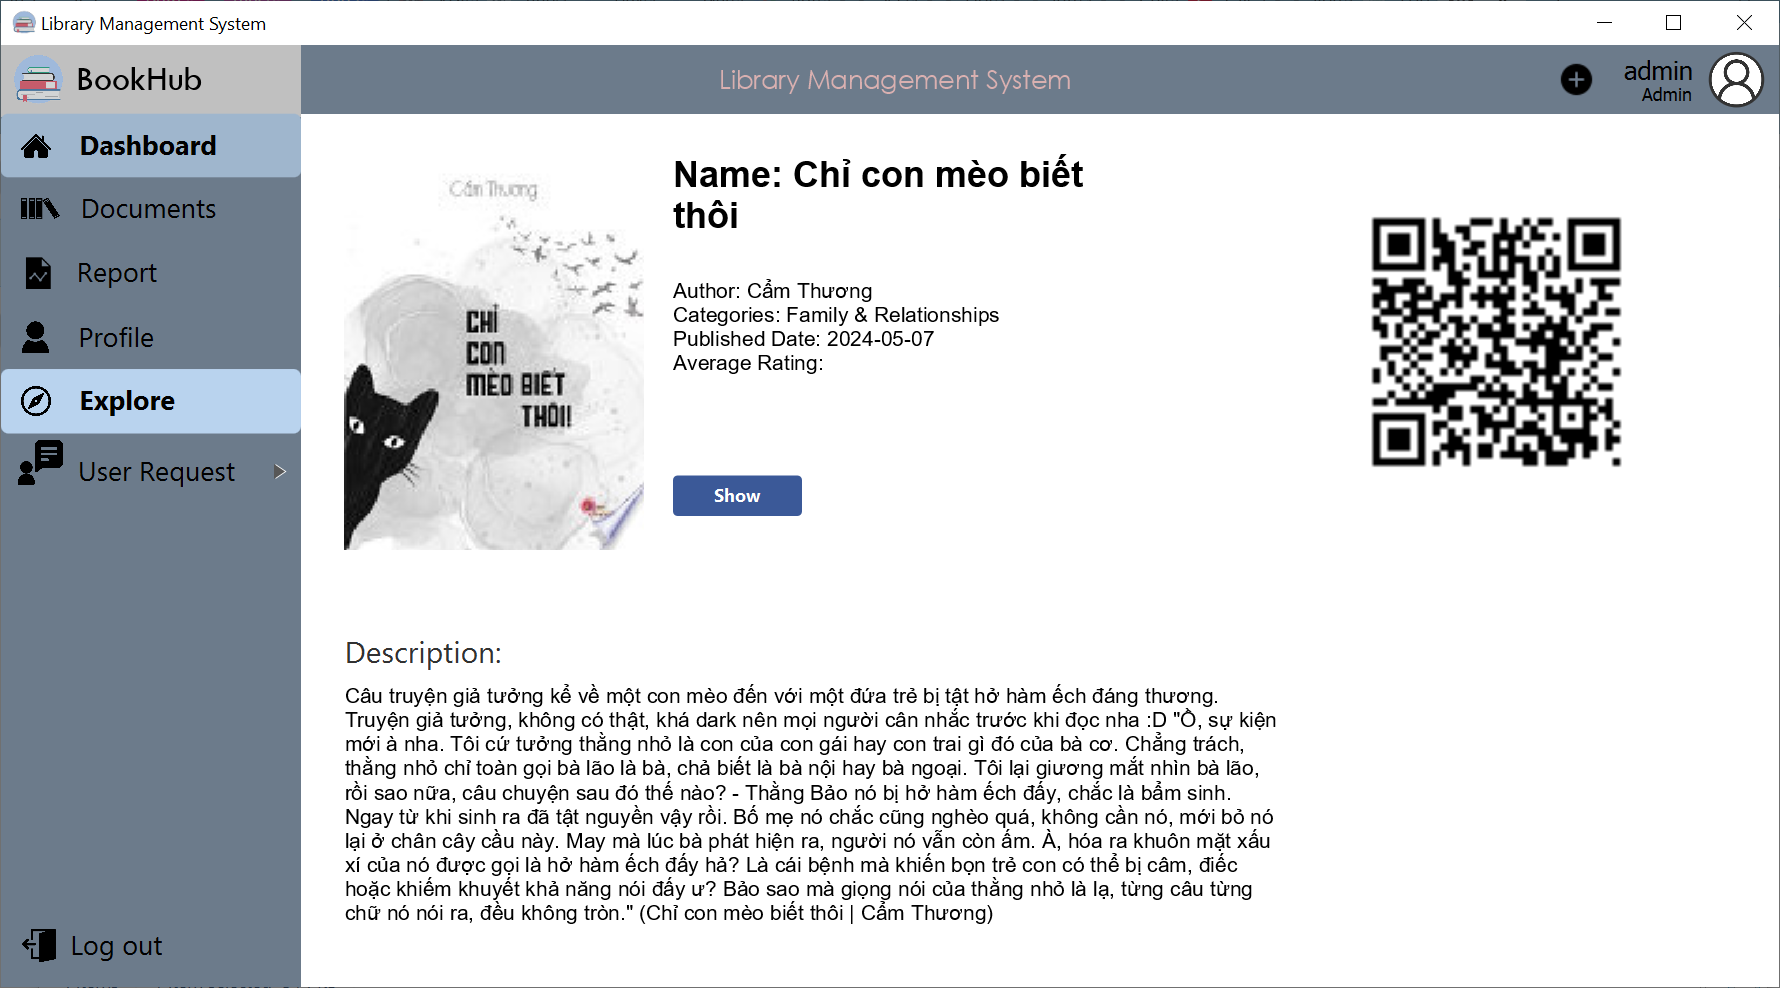 Library Management System
BookHub
Library Management System
admin
Admin
Dashboard
Documents
Report
Profile
Explore
User Request
Log out
Cẩm Thương
CHỈ
CON
MÈO BIẾT
THÔI!
Name: Chỉ con mèo biết
thôi
Author: Cẩm Thương
Categories: Family & Relationships
Published Date: 2024-05-07
Average Rating:
Show
Description:
Câu truyện giả tưởng kể về một con mèo đến với một đứa trẻ bị tật hở hàm ếch đáng thương.
Truyện giả tưởng, không có thật, khá dark nên mọi người cân nhắc trước khi đọc nha :D "Ồ, sự kiện
mới à nha. Tôi cứ tưởng thằng nhỏ là con của con gái hay con trai gì đó của bà cơ. Chẳng trách,
thằng nhỏ chỉ toàn gọi bà lão là bà, chả biết là bà nội hay bà ngoại. Tôi lại giương mắt nhìn bà lão,
rồi sao nữa, câu chuyện sau đó thế nào? - Thằng Bảo nó bị hở hàm ếch đấy, chắc là bẩm sinh.
Ngay từ khi sinh ra đã tật nguyền vậy rồi. Bố mẹ nó chắc cũng nghèo quá, không cần nó, mới bỏ nó
lại ở chân cây cầu này. May mà lúc bà phát hiện ra, người nó vẫn còn ấm. À, hóa ra khuôn mặt xấu
xí của nó được gọi là hở hàm ếch đấy hả? Là cái bệnh mà khiến bọn trẻ con có thể bị câm, điếc
hoặc khiếm khuyết khả năng nói đấy ư? Bảo sao mà giọng nói của thằng nhỏ là lạ, từng câu từng
chữ nó nói ra, đều không tròn." (Chỉ con mèo biết thôi | Cẩm Thương)